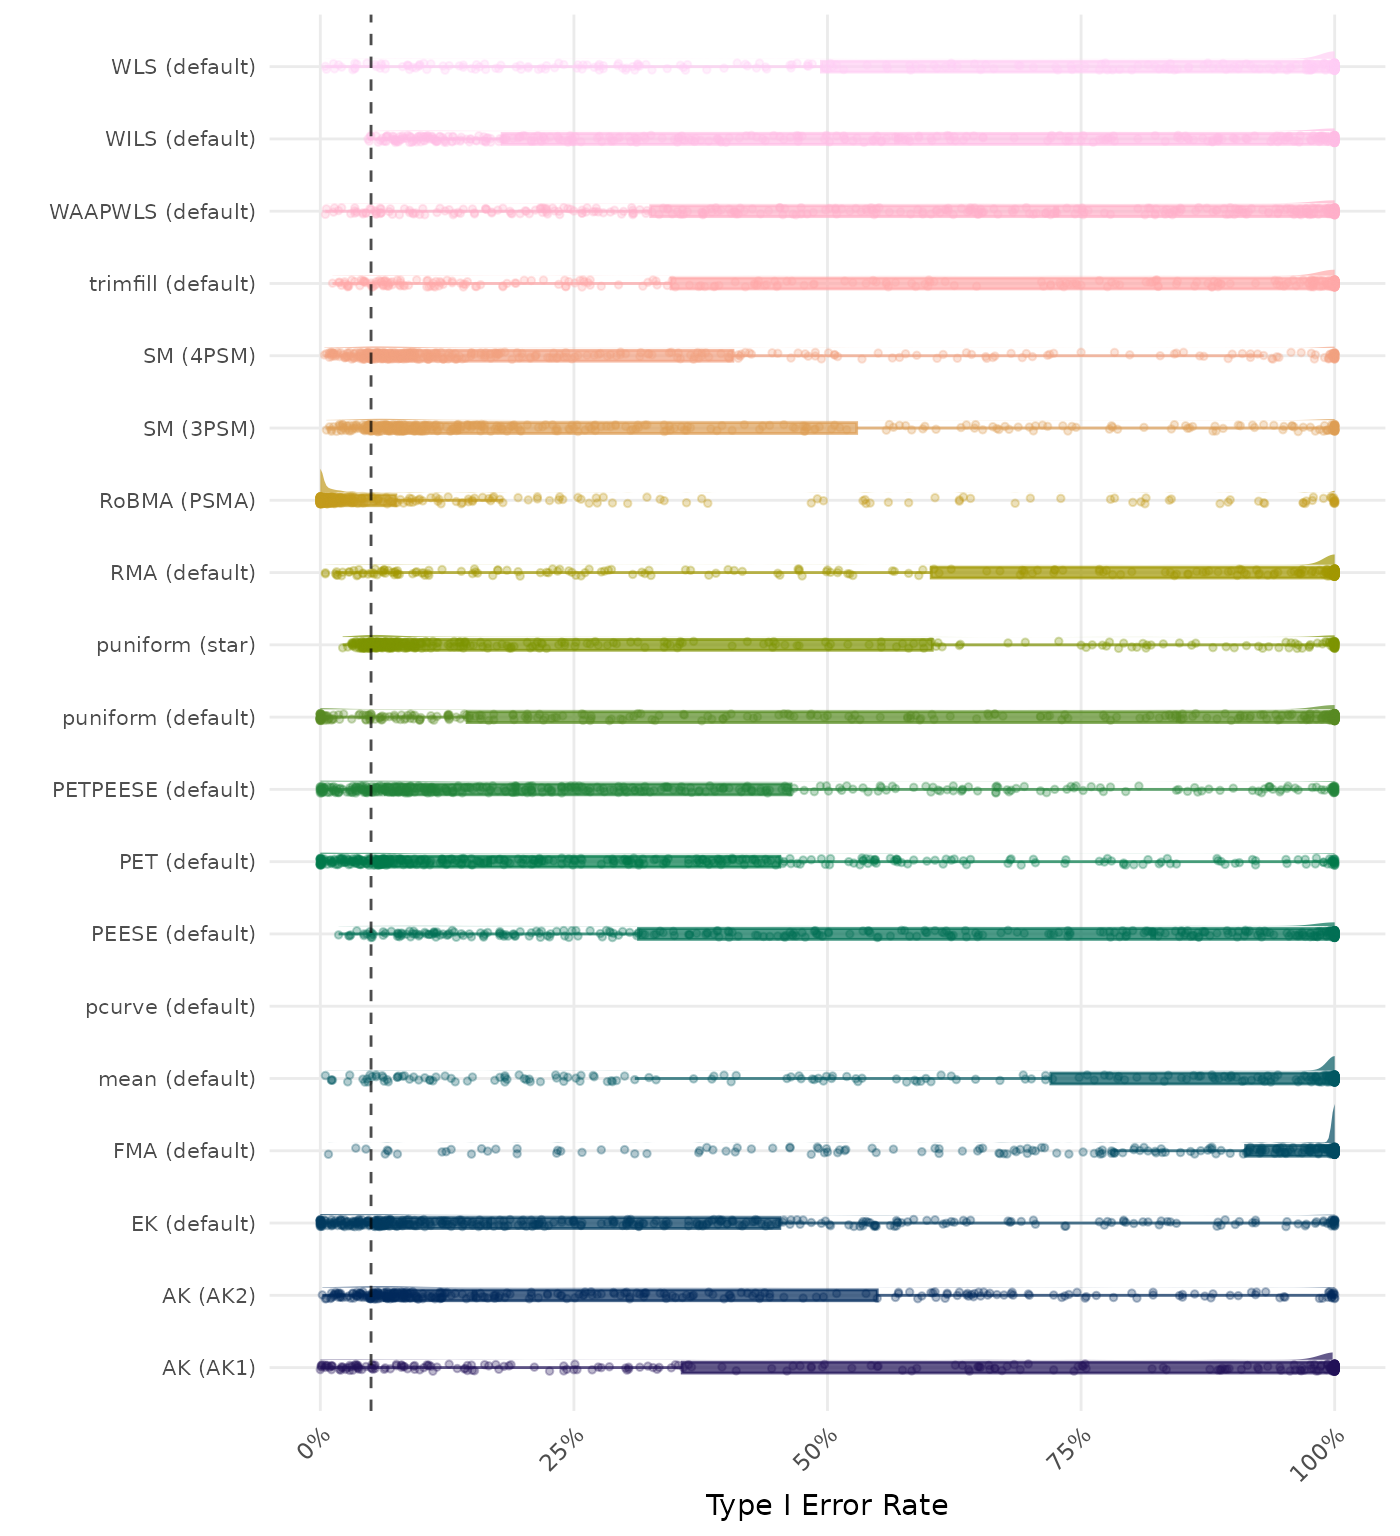 WLS (default)
WILS (default)
WAAPWLS (default)
trimfill (default)
SM (4PSM)
SM (3PSM)
RoBMA (PSMA)
RMA (default)
puniform (star)
puniform (default)
PETPEESE (default)
PET (default)
PEESE (default)
pcurve (default)
mean (default)
FMA (default)
EK (default)
AK (AK2)
AK (AK1)
0% 25% 50% 75% 100%
Type I Error Rate